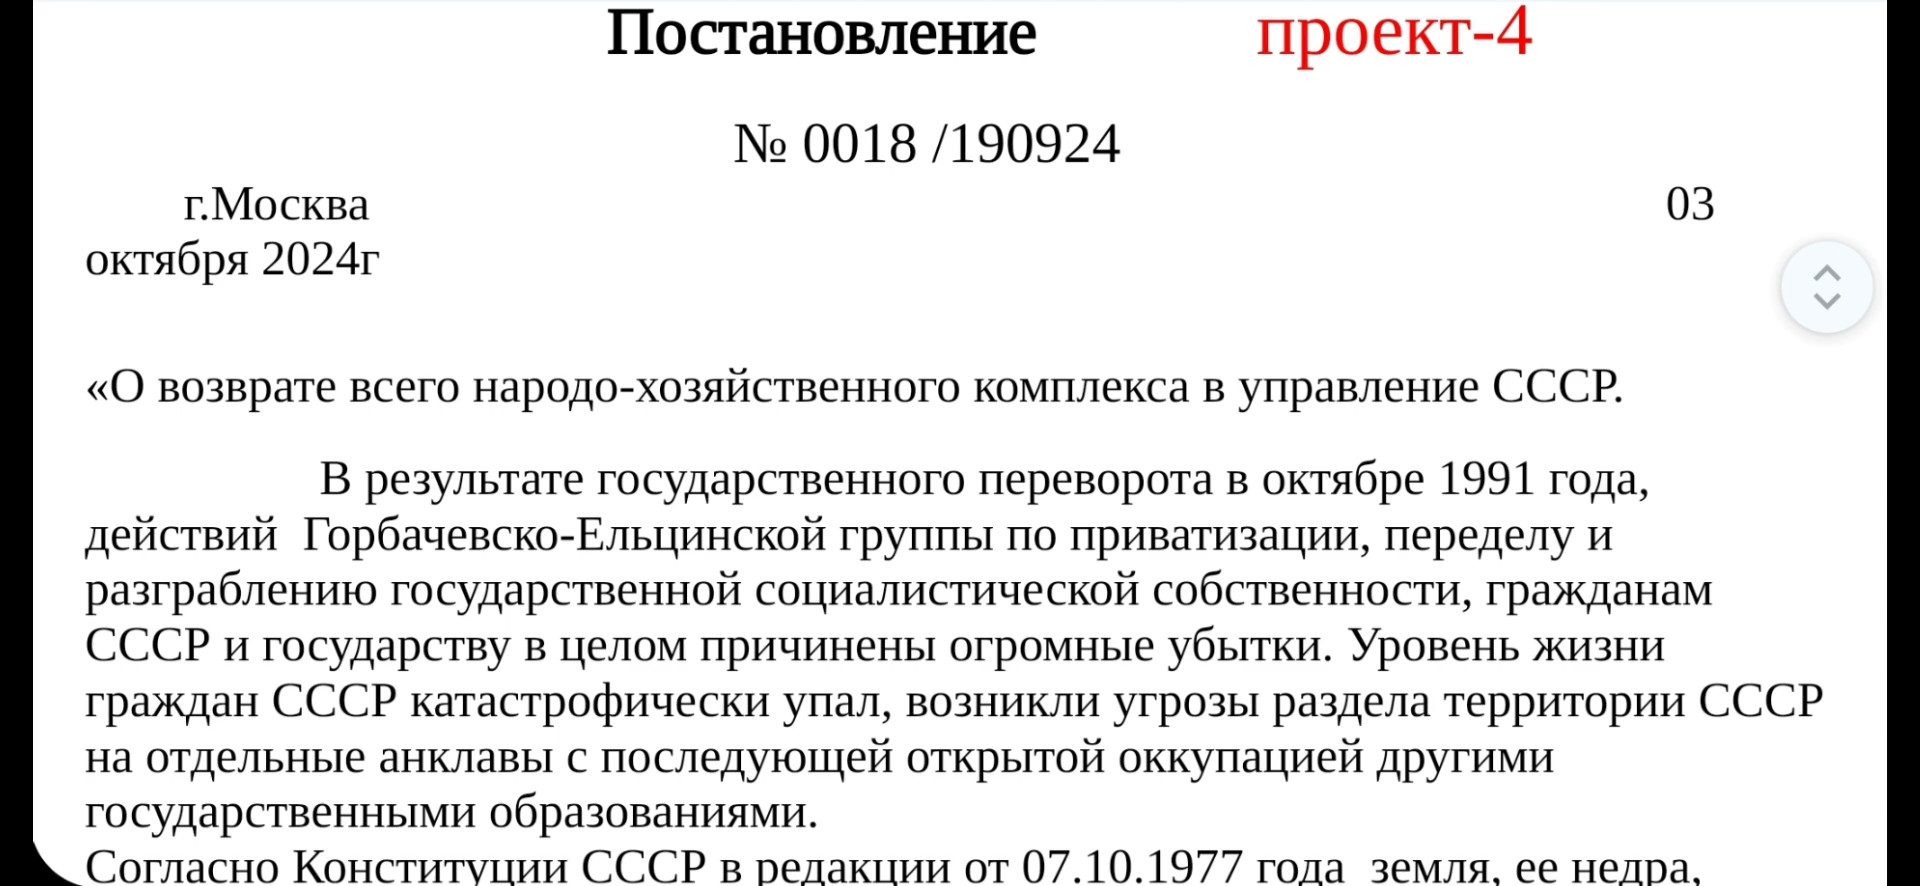 Постановление проект-4
№ 0018 /190924
г.Москва 03
октября 2024г
«О возврате всего народо-хозяйственного комплекса в управление СССР.
В результате государственного переворота в октябре 1991 года,
действий Горбачевско-Ельцинской группы по приватизации, переделу и
разграблению государственной социалистической собственности, гражданам
СССР и государству в целом причинены огромные убытки. Уровень жизни
граждан СССР катастрофически упал, возникли угрозы раздела территории СССР
на отдельные анклавы с последующей открытой оккупацией другими
государственными образованиями.
Согласно Конституции СССР в редакции от 07.10.1977 года земля, ее недра,